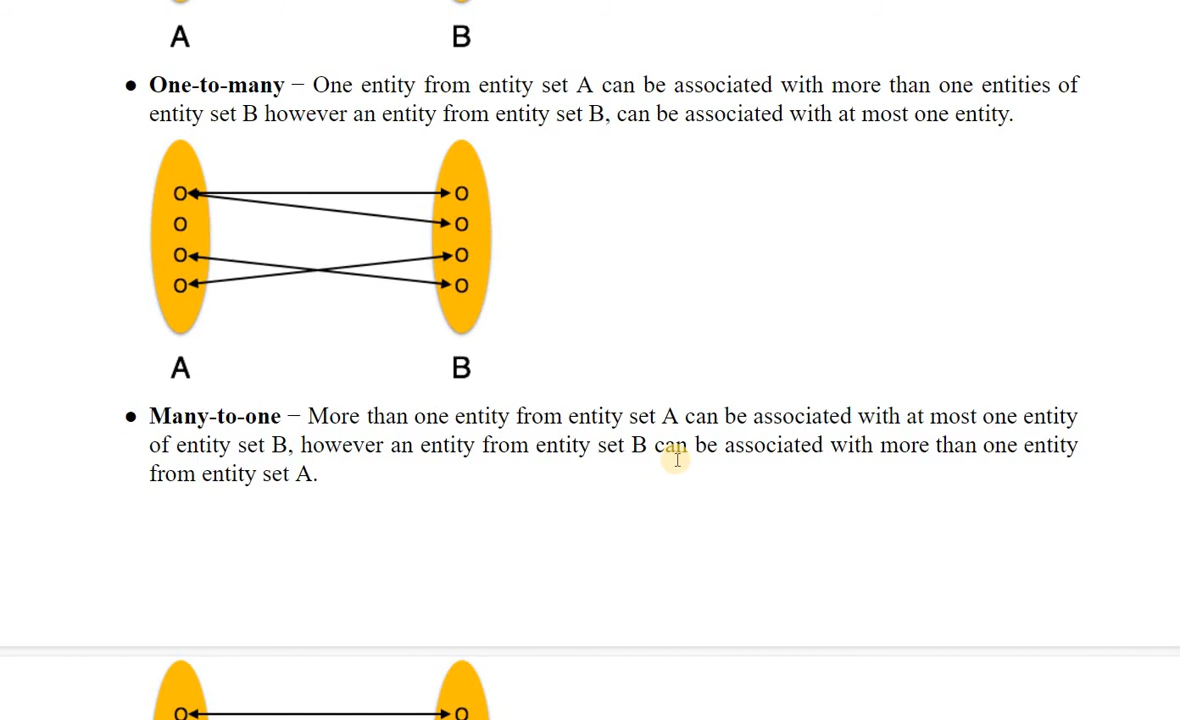 A B
● One-to-many − One entity from entity set A can be associated with more than one entities of
entity set B however an entity from entity set B, can be associated with at most one entity.
A B
● Many-to-one − More than one entity from entity set A can be associated with at most one entity
of entity set B, however an entity from entity set B can be associated with more than one entity
from entity set A.